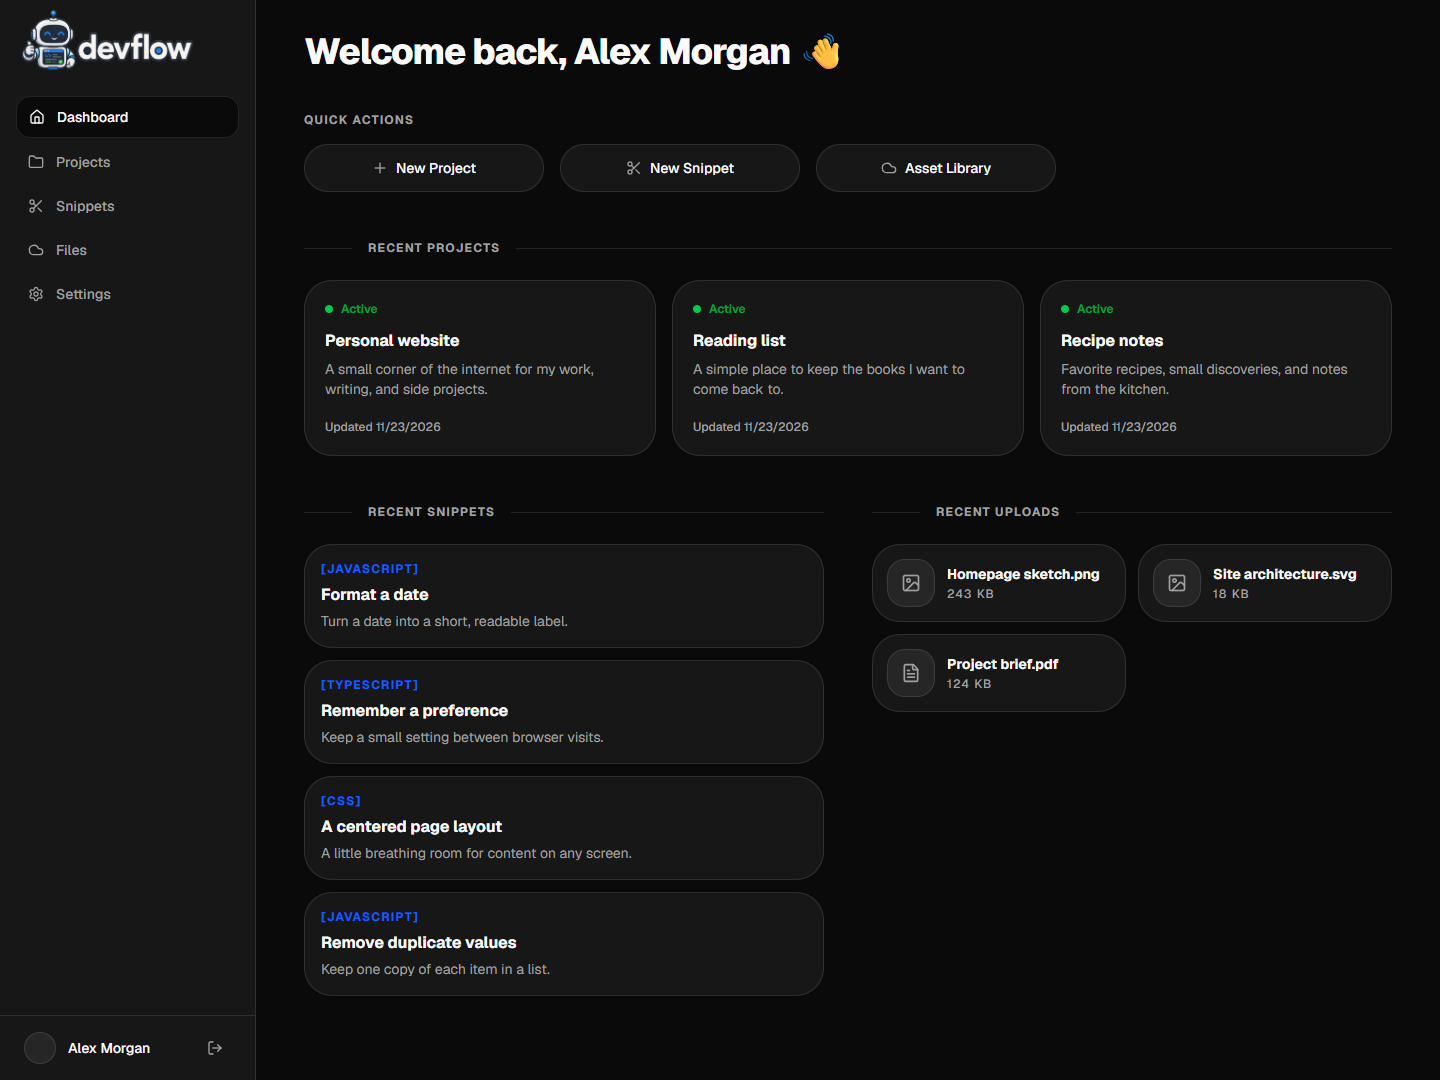 devflow
Dashboard
Projects
Snippets
Files
Settings
Alex Morgan
Welcome back, Alex Morgan 👋
QUICK ACTIONS
New Project
New Snippet
Asset Library
RECENT PROJECTS
Active
Personal website
A small corner of the internet for my work,
writing, and side projects.
Updated 11/23/2026
Active
Reading list
A simple place to keep the books I want to
come back to.
Updated 11/23/2026
Active
Recipe notes
Favorite recipes, small discoveries, and notes
from the kitchen.
Updated 11/23/2026
RECENT SNIPPETS
[JAVASCRIPT]
Format a date
Turn a date into a short, readable label.
[TYPESCRIPT]
Remember a preference
Keep a small setting between browser visits.
[CSS]
A centered page layout
A little breathing room for content on any screen.
[JAVASCRIPT]
Remove duplicate values
Keep one copy of each item in a list.
RECENT UPLOADS
Homepage sketch.png
243 KB
Site architecture.svg
18 KB
Project brief.pdf
124 KB